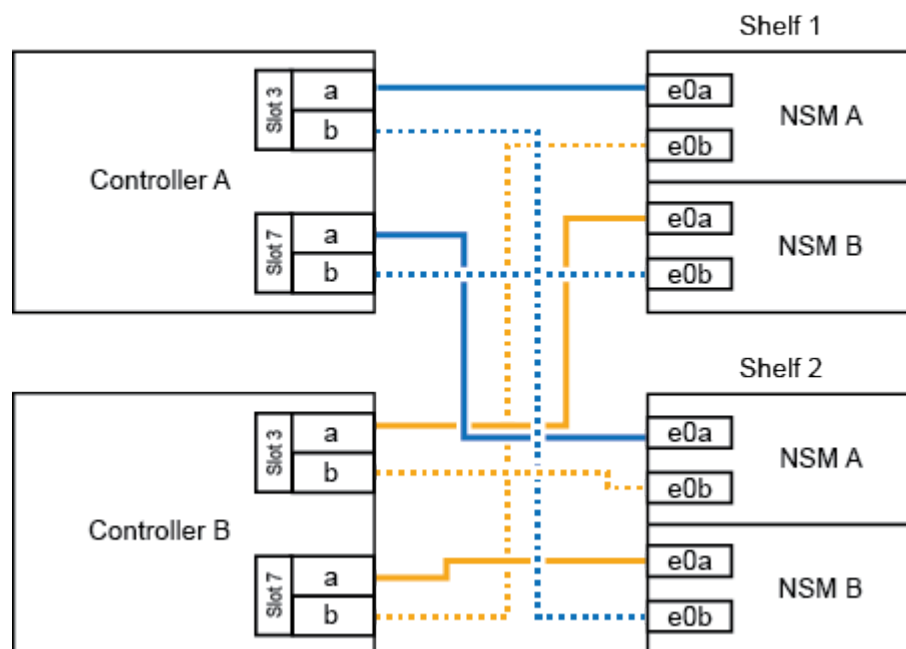 Shelf 1
Controller A
Slot 3
a
b
Slot 7
a
b
e0a
e0b
NSM A
e0a
e0b
NSM B
Shelf 2
Controller B
Slot 3
a
b
Slot 7
a
b
e0a
e0b
NSM A
e0a
e0b
NSM B